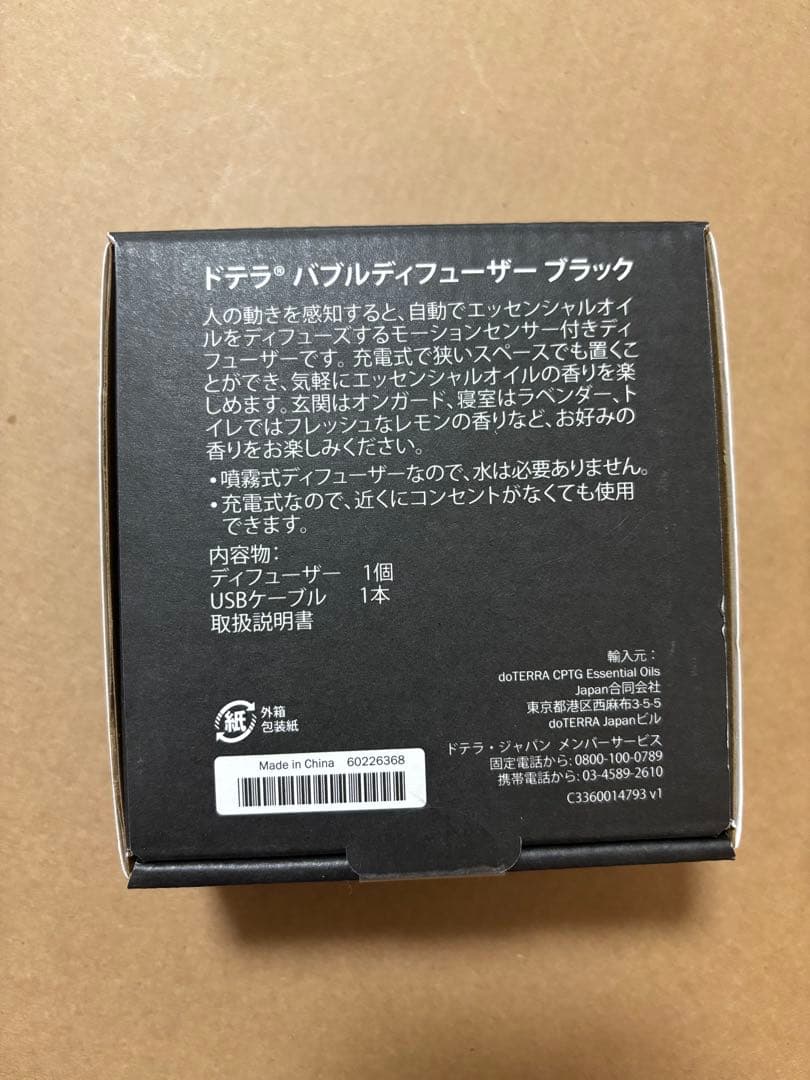 ドテラ® バブルディフューザー ブラック
人の動きを感知すると、自動でエッセンシャルオイ
ルをディフューズするモーションセンサー付きディ
フューザーです。充電式で狭いスペースでも置くこ
とができ、気軽にエッセンシャルオイルの香りを楽
しめます。玄関はオンガード、寝室はラベンダー、ト
イレではフレッシュなレモンの香りなど、お好みの
香りをお楽しみください。
•噴霧式ディフューザーなので、水は必要ありません。
•充電式なので、近くにコンセントがなくても使用
できます。
内容物：
ディフューザー 1個
USBケーブル 1本
取扱説明書
紙
外箱
包装紙
Made in China 60226368
輸入元：
doTERRA CPTG Essential Oils
Japan合同会社
東京都港区西麻布3-5-5
doTERRA Japanビル
ドテラ・ジャパン メンバーサービス
固定電話から: 0800-100-0789
携帯電話から: 03-4589-2610
C3360014793 v1